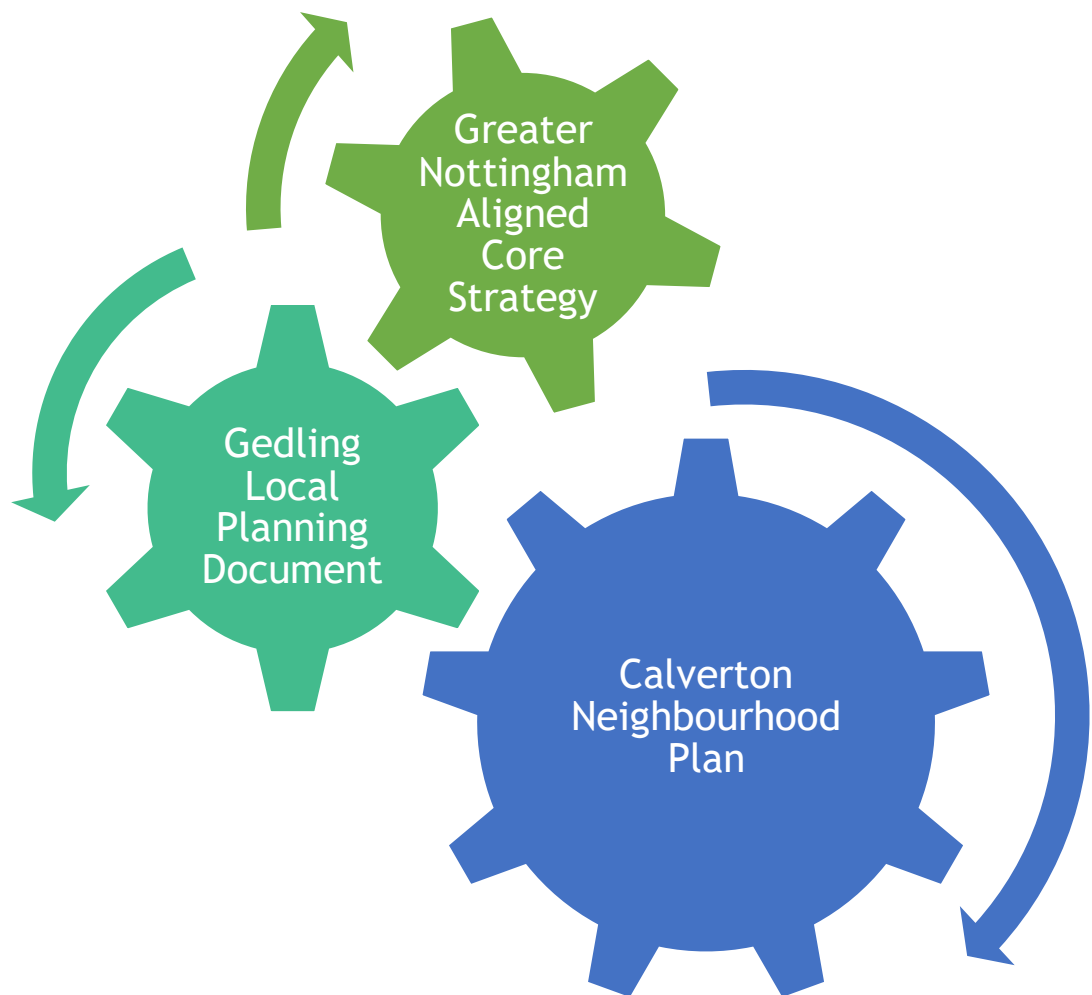 Greater
Nottingham
Aligned
Core
Strategy
Gedling
Local
Planning
Document
Calverton
Neighbourhood
Plan